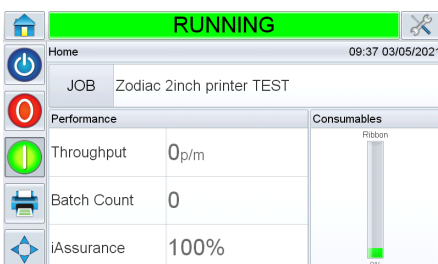 RUNNING
Home 09:37 03/05/2021
JOB Zodiac 2inch printer TEST
Performance
Consumables
Ribbon
Throughput 0p/m
Batch Count 0
iAssurance 100%